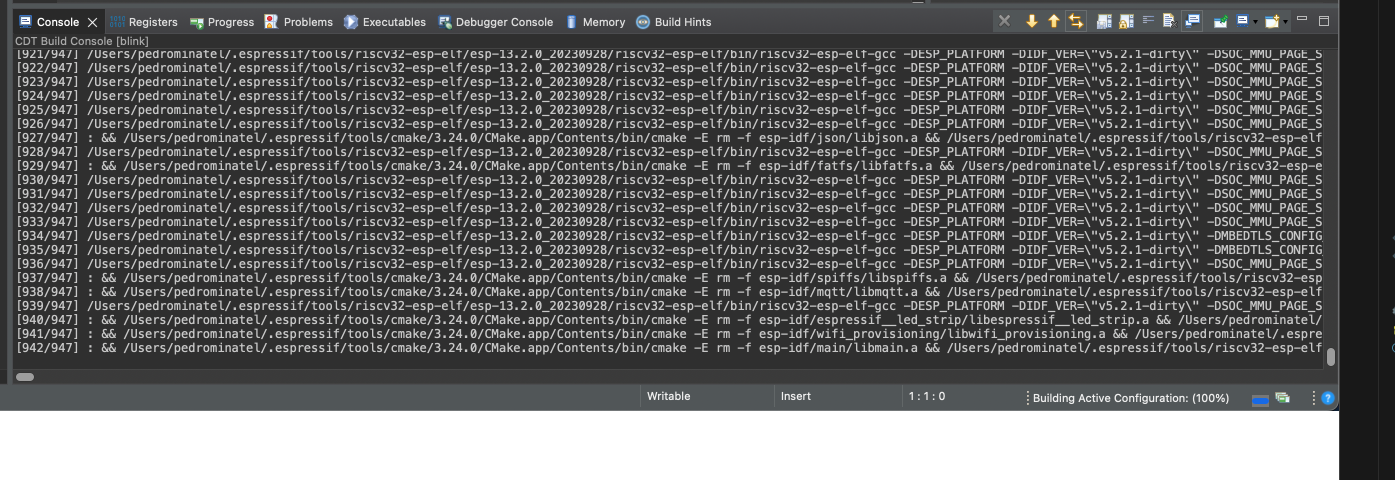 Console Registers Progress Problems Executables Debugger Console Memory Build Hints
CDT Build Console [blink]
[921/947] /Users/pedrominatel/.espressif/tools/riscv32-esp-elf/esp-13.2.0_20230928/riscv32-esp-elf/bin/riscv32-esp-elf-gcc -DESP_PLATFORM -DIDF_VER=\"v5.2.1-dirty\" -DSOC_MMU_PAGE_S
[922/947] /Users/pedrominatel/.espressif/tools/riscv32-esp-elf/esp-13.2.0_20230928/riscv32-esp-elf/bin/riscv32-esp-elf-gcc -DESP_PLATFORM -DIDF_VER=\"v5.2.1-dirty\" -DSOC_MMU_PAGE_S
[923/947] /Users/pedrominatel/.espressif/tools/riscv32-esp-elf/esp-13.2.0_20230928/riscv32-esp-elf/bin/riscv32-esp-elf-gcc -DESP_PLATFORM -DIDF_VER=\"v5.2.1-dirty\" -DSOC_MMU_PAGE_S
[924/947] /Users/pedrominatel/.espressif/tools/riscv32-esp-elf/esp-13.2.0_20230928/riscv32-esp-elf/bin/riscv32-esp-elf-gcc -DESP_PLATFORM -DIDF_VER=\"v5.2.1-dirty\" -DSOC_MMU_PAGE_S
[925/947] /Users/pedrominatel/.espressif/tools/riscv32-esp-elf/esp-13.2.0_20230928/riscv32-esp-elf/bin/riscv32-esp-elf-gcc -DESP_PLATFORM -DIDF_VER=\"v5.2.1-dirty\" -DSOC_MMU_PAGE_S
[926/947] /Users/pedrominatel/.espressif/tools/riscv32-esp-elf/esp-13.2.0_20230928/riscv32-esp-elf/bin/riscv32-esp-elf-gcc -DESP_PLATFORM -DIDF_VER=\"v5.2.1-dirty\" -DSOC_MMU_PAGE_S
[927/947] : && /Users/pedrominatel/.espressif/tools/cmake/3.24.0/CMake.app/Contents/bin/cmake -E rm -f esp-idf/json/libjson.a && /Users/pedrominatel/.espressif/tools/riscv32-esp-elf
[928/947] /Users/pedrominatel/.espressif/tools/riscv32-esp-elf/esp-13.2.0_20230928/riscv32-esp-elf/bin/riscv32-esp-elf-gcc -DESP_PLATFORM -DIDF_VER=\"v5.2.1-dirty\" -DSOC_MMU_PAGE_S
[929/947] : && /Users/pedrominatel/.espressif/tools/cmake/3.24.0/CMake.app/Contents/bin/cmake -E rm -f esp-idf/fatfs/libfatfs.a && /Users/pedrominatel/.espressif/tools/riscv32-esp-e
[930/947] /Users/pedrominatel/.espressif/tools/riscv32-esp-elf/esp-13.2.0_20230928/riscv32-esp-elf/bin/riscv32-esp-elf-gcc -DESP_PLATFORM -DIDF_VER=\"v5.2.1-dirty\" -DSOC_MMU_PAGE_S
[931/947] /Users/pedrominatel/.espressif/tools/riscv32-esp-elf/esp-13.2.0_20230928/riscv32-esp-elf/bin/riscv32-esp-elf-gcc -DESP_PLATFORM -DIDF_VER=\"v5.2.1-dirty\" -DSOC_MMU_PAGE_S
[932/947] /Users/pedrominatel/.espressif/tools/riscv32-esp-elf/esp-13.2.0_20230928/riscv32-esp-elf/bin/riscv32-esp-elf-gcc -DESP_PLATFORM -DIDF_VER=\"v5.2.1-dirty\" -DSOC_MMU_PAGE_S
[933/947] /Users/pedrominatel/.espressif/tools/riscv32-esp-elf/esp-13.2.0_20230928/riscv32-esp-elf/bin/riscv32-esp-elf-gcc -DESP_PLATFORM -DIDF_VER=\"v5.2.1-dirty\" -DSOC_MMU_PAGE_S
[934/947] /Users/pedrominatel/.espressif/tools/riscv32-esp-elf/esp-13.2.0_20230928/riscv32-esp-elf/bin/riscv32-esp-elf-gcc -DESP_PLATFORM -DIDF_VER=\"v5.2.1-dirty\" -DMBEDTLS_CONFIG
[935/947] /Users/pedrominatel/.espressif/tools/riscv32-esp-elf/esp-13.2.0_20230928/riscv32-esp-elf/bin/riscv32-esp-elf-gcc -DESP_PLATFORM -DIDF_VER=\"v5.2.1-dirty\" -DMBEDTLS_CONFIG
[936/947] /Users/pedrominatel/.espressif/tools/riscv32-esp-elf/esp-13.2.0_20230928/riscv32-esp-elf/bin/riscv32-esp-elf-gcc -DESP_PLATFORM -DIDF_VER=\"v5.2.1-dirty\" -DSOC_MMU_PAGE_S
[937/947] : && /Users/pedrominatel/.espressif/tools/cmake/3.24.0/CMake.app/Contents/bin/cmake -E rm -f esp-idf/spiffs/libspiffs.a && /Users/pedrominatel/.espressif/tools/riscv32-esp
[938/947] : && /Users/pedrominatel/.espressif/tools/cmake/3.24.0/CMake.app/Contents/bin/cmake -E rm -f esp-idf/mqtt/libmqtt.a && /Users/pedrominatel/.espressif/tools/riscv32-esp-elf
[939/947] /Users/pedrominatel/.espressif/tools/riscv32-esp-elf/esp-13.2.0_20230928/riscv32-esp-elf/bin/riscv32-esp-elf-gcc -DESP_PLATFORM -DIDF_VER=\"v5.2.1-dirty\" -DSOC_MMU_PAGE_S
[940/947] : && /Users/pedrominatel/.espressif/tools/cmake/3.24.0/CMake.app/Contents/bin/cmake -E rm -f esp-idf/espressif__led_strip/libespressif__led_strip.a && /Users/pedrominatel/
[941/947] : && /Users/pedrominatel/.espressif/tools/cmake/3.24.0/CMake.app/Contents/bin/cmake -E rm -f esp-idf/wifi_provisioning/libwifi_provisioning.a && /Users/pedrominatel/.espre
[942/947] : && /Users/pedrominatel/.espressif/tools/cmake/3.24.0/CMake.app/Contents/bin/cmake -E rm -f esp-idf/main/libmain.a && /Users/pedrominatel/.espressif/tools/riscv32-esp-elf
Writable Insert 1 : 1 : 0 Building Active Configuration: (100%)